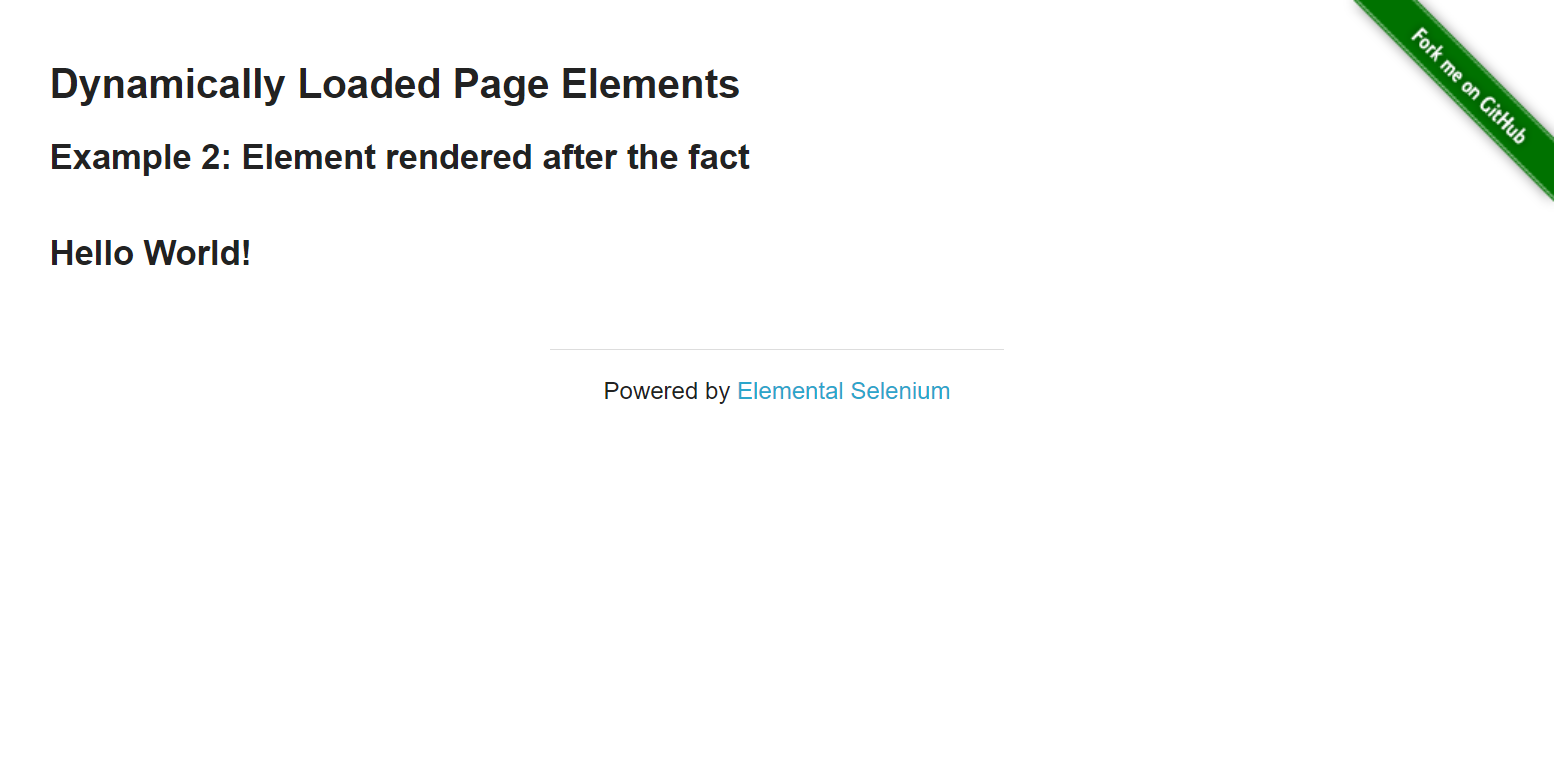 Fork me on GitHub
Dynamically Loaded Page Elements
Example 2: Element rendered after the fact
Hello World!
Powered by Elemental Selenium